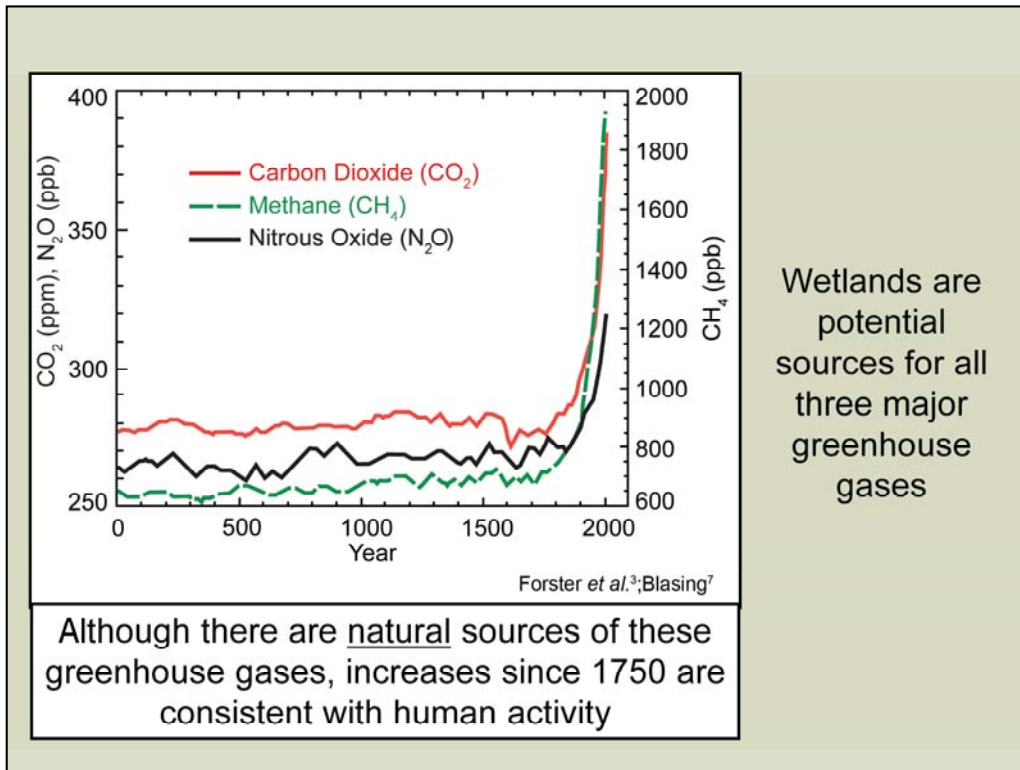 400
350
300
250
CO₂ (ppm), N₂O (ppb)
Carbon Dioxide (CO₂)
Methane (CH₄)
Nitrous Oxide (N₂O)
2000
1800
1600
1400
1200
1000
800
600
CH₄ (ppb)
0 500 1000 1500 2000
Year
Forster et al.³;Blasing⁷
Although there are natural sources of these
greenhouse gases, increases since 1750 are
consistent with human activity
Wetlands are
potential
sources for all
three major
greenhouse
gases